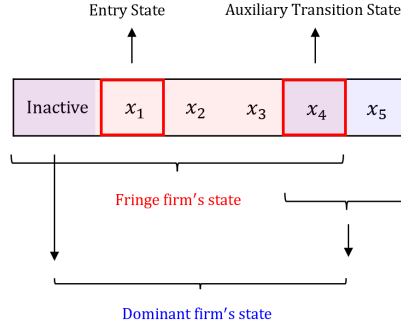 Entry State
Auxiliary Transition State
Inactive x₁ x₂ x₃ x₄ x₅
Fringe firm's state
Dominant firm's state